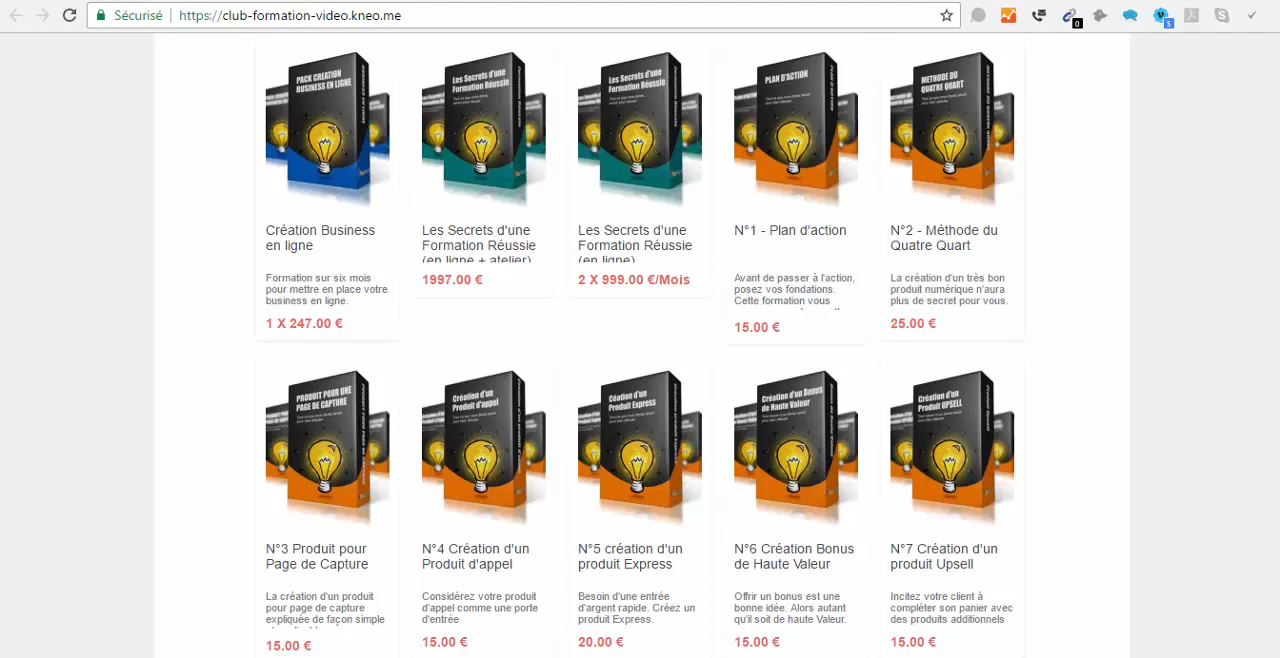 Sécurisé | https://club-formation-video.kneo.me
0
5
PACK CREATION
BUSINESS EN LIGNE
Les Secrets d'une
Formation Réussie
Les Secrets d'une
Formation Réussie
PLAN D'ACTION
METHODE DU
QUATRE QUART
Création Business
en ligne
Formation sur six mois
pour mettre en place votre
business en ligne.
1 X 247.00 €
Les Secrets d'une
Formation Réussie
(en ligne + atelier)
1997.00 €
Les Secrets d'une
Formation Réussie
(en ligne)
2 X 999.00 €/Mois
N°1 - Plan d'action
Avant de passer à l'action,
posez vos fondations.
Cette formation vous
15.00 €
N°2 - Méthode du
Quatre Quart
La création d'un très bon
produit numérique n'aura
plus de secret pour vous.
25.00 €
PRODUIT POUR UNE
PAGE DE CAPTURE
Création d'un
Produit d'appel
Création d'un
Produit Express
Création d'un Bonus
de Haute Valeur
Création d'un
Produit UPSELL
N°3 Produit pour
Page de Capture
La création d'un produit
pour page de capture
expliquée de façon simple
15.00 €
N°4 Création d'un
Produit d'appel
Considérez votre produit
d'appel comme une porte
d'entrée
15.00 €
N°5 création d'un
produit Express
Besoin d'une entrée
d'argent rapide. Créez un
produit Express.
20.00 €
N°6 Création Bonus
de Haute Valeur
Offrir un bonus est une
bonne idée. Alors autant
qu'il soit de haute Valeur.
15.00 €
N°7 Création d'un
produit Upsell
Incitez votre client à
compléter son panier avec
des produits additionnels
15.00 €